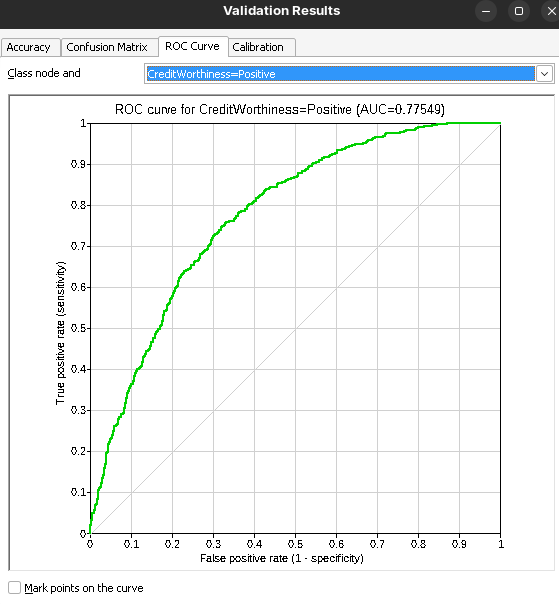 Validation Results
Accuracy Confusion Matrix ROC Curve Calibration
Class node and CreditWorthiness=Positive
ROC curve for CreditWorthiness=Positive (AUC=0.77549)
1
0.9
0.8
0.7
0.6
0.5
0.4
0.3
0.2
0.1
0
True positive rate (sensitivity)
0 0.1 0.2 0.3 0.4 0.5 0.6 0.7 0.8 0.9 1
False positive rate (1 - specificity)
Mark points on the curve